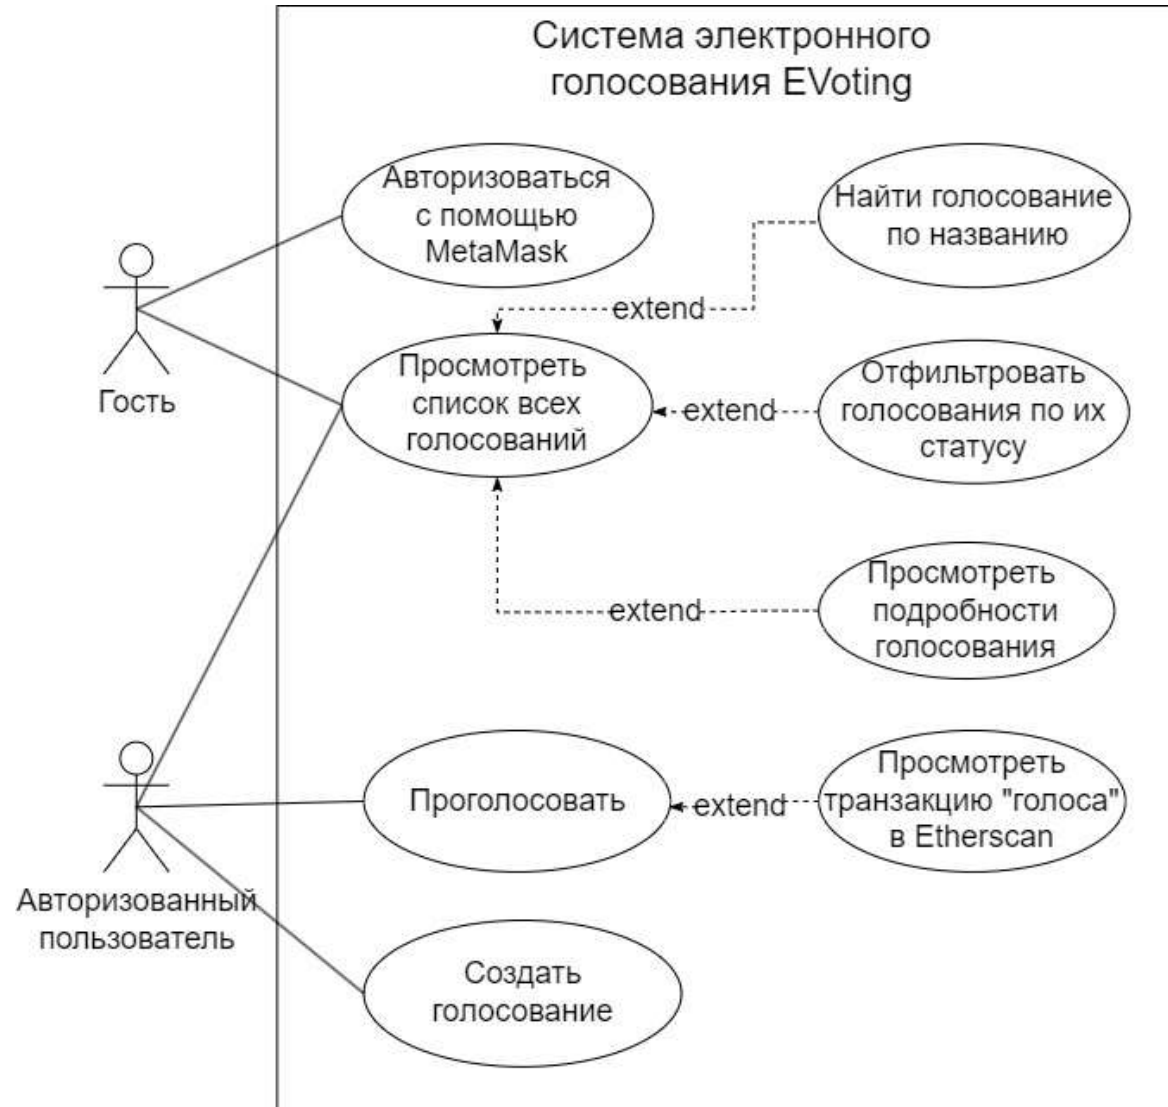 Система электронного
голосования EVoting
Авторизоваться
с помощью
MetaMask
Найти голосование
по названию
extend
Гость
Просмотреть
список всех
голосований
extend
Отфильтровать
голосования по их
статусу
extend
Просмотреть
подробности
голосования
Авторизованный
пользователь
Проголосовать
extend
Просмотреть
транзакцию "голоса"
в Etherscan
Создать
голосование